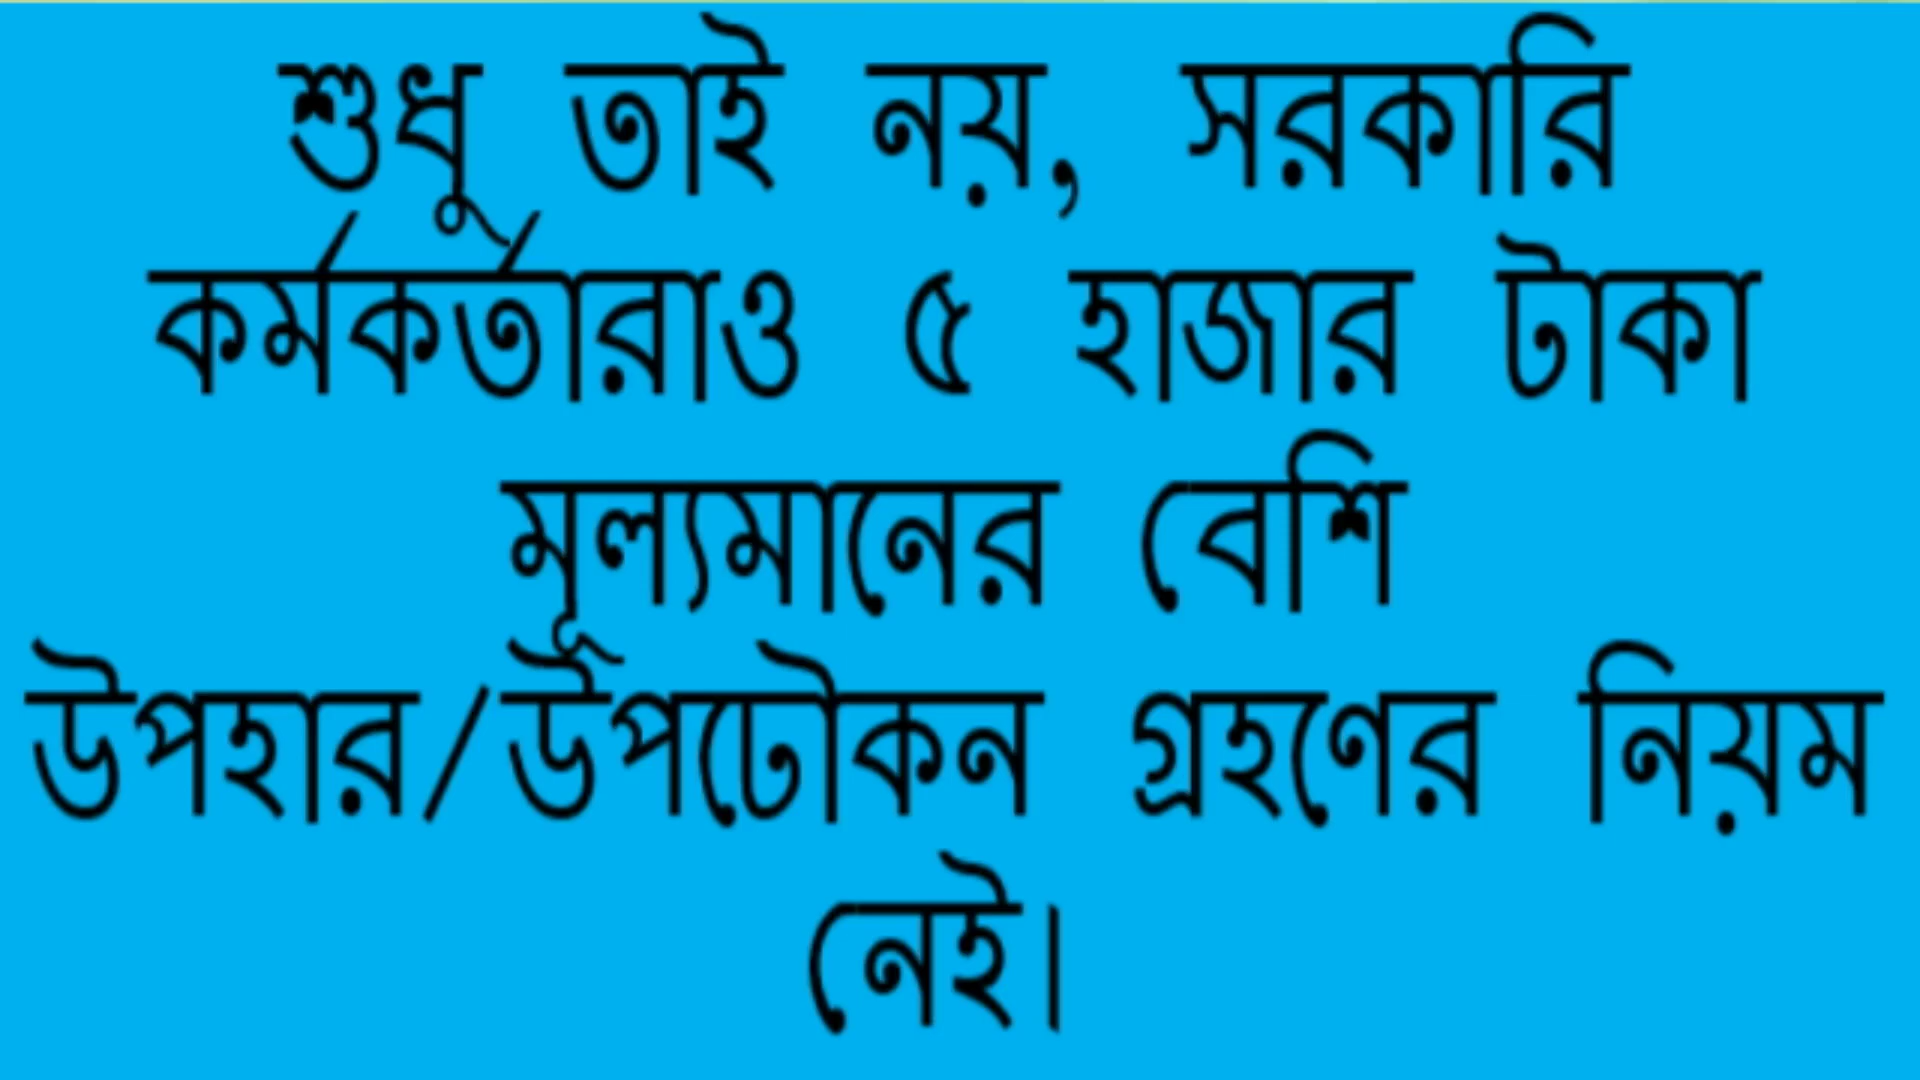 শুধু তাই নয়, সরকারি
কর্মকর্তারাও ৫ হাজার টাকা
মূল্যমানের বেশি
উপহার/উপঢৌকন গ্রহণের নিয়ম
নেই।